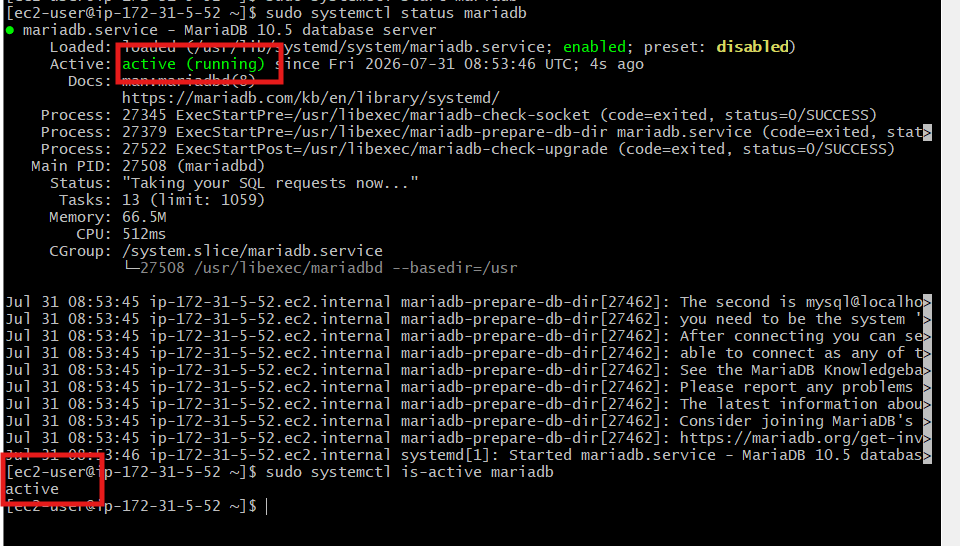 [ec2-user@ip-172-31-5-52 ~]$ sudo systemctl status mariadb
● mariadb.service - MariaDB 10.5 database server
Loaded: loaded (/usr/lib/systemd/system/mariadb.service; enabled; preset: disabled)
Active: active (running) since Fri 2026-07-31 08:53:46 UTC; 4s ago
Docs: man:mariadbd(8)
https://mariadb.com/kb/en/library/systemd/
Process: 27345 ExecStartPre=/usr/libexec/mariadb-check-socket (code=exited, status=0/SUCCESS)
Process: 27379 ExecStartPre=/usr/libexec/mariadb-prepare-db-dir mariadb.service (code=exited, stat>
Process: 27522 ExecStartPost=/usr/libexec/mariadb-check-upgrade (code=exited, status=0/SUCCESS)
Main PID: 27508 (mariadbd)
Status: "Taking your SQL requests now..."
Tasks: 13 (limit: 1059)
Memory: 66.5M
CPU: 512ms
CGroup: /system.slice/mariadb.service
└─27508 /usr/libexec/mariadbd --basedir=/usr
Jul 31 08:53:45 ip-172-31-5-52.ec2.internal mariadb-prepare-db-dir[27462]: The second is mysql@localho>
Jul 31 08:53:45 ip-172-31-5-52.ec2.internal mariadb-prepare-db-dir[27462]: you need to be the system '>
Jul 31 08:53:45 ip-172-31-5-52.ec2.internal mariadb-prepare-db-dir[27462]: After connecting you can se>
Jul 31 08:53:45 ip-172-31-5-52.ec2.internal mariadb-prepare-db-dir[27462]: able to connect as any of t>
Jul 31 08:53:45 ip-172-31-5-52.ec2.internal mariadb-prepare-db-dir[27462]: See the MariaDB Knowledgeba>
Jul 31 08:53:45 ip-172-31-5-52.ec2.internal mariadb-prepare-db-dir[27462]: Please report any problems >
Jul 31 08:53:45 ip-172-31-5-52.ec2.internal mariadb-prepare-db-dir[27462]: The latest information abou>
Jul 31 08:53:45 ip-172-31-5-52.ec2.internal mariadb-prepare-db-dir[27462]: Consider joining MariaDB's >
Jul 31 08:53:45 ip-172-31-5-52.ec2.internal mariadb-prepare-db-dir[27462]: https://mariadb.org/get-inv>
Jul 31 08:53:46 ip-172-31-5-52.ec2.internal systemd[1]: Started mariadb.service - MariaDB 10.5 databas>
[ec2-user@ip-172-31-5-52 ~]$ sudo systemctl is-active mariadb
active
[ec2-user@ip-172-31-5-52 ~]$